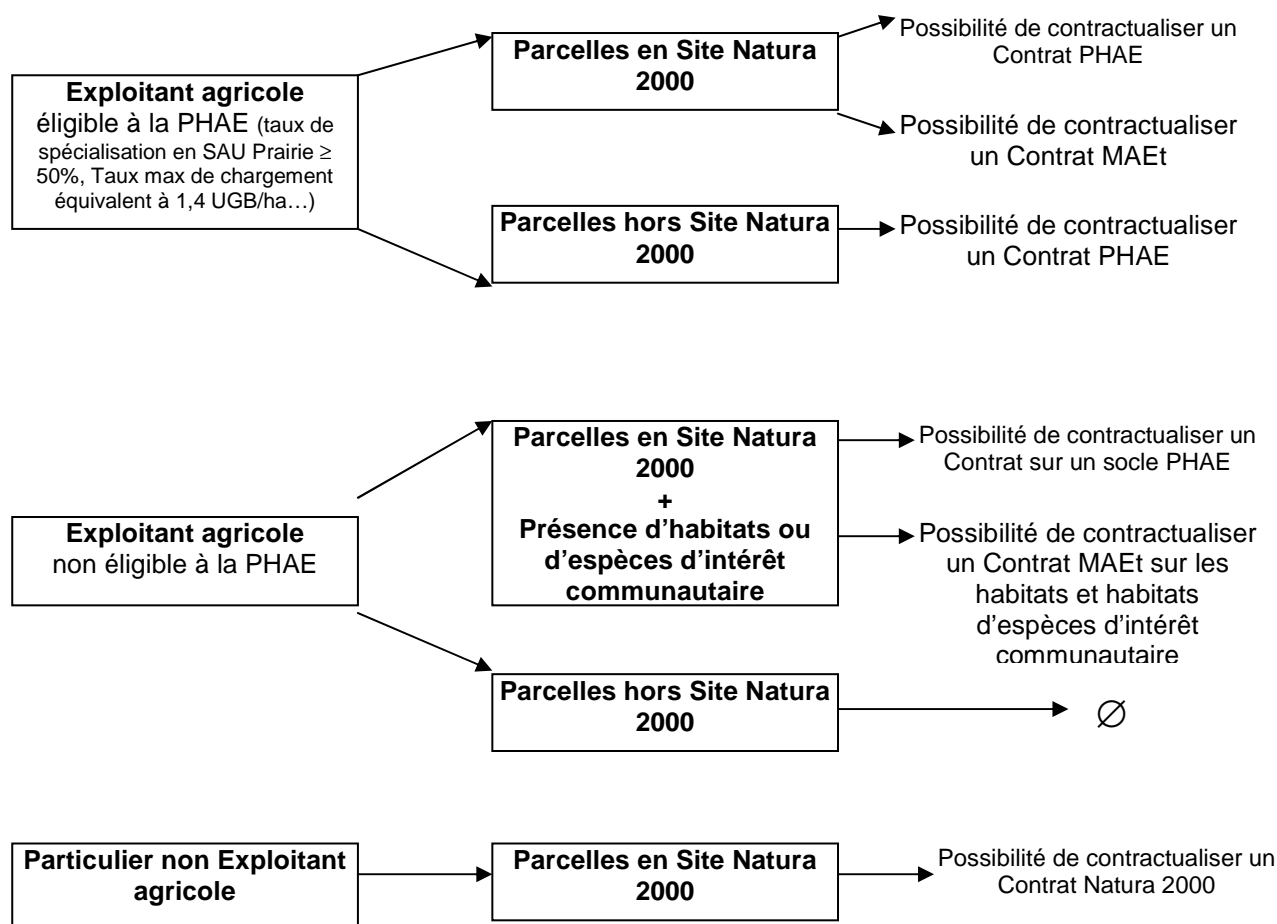 Exploitant agricole
éligible à la PHAE (taux de
spécialisation en SAU Prairie ≥
50%, Taux max de chargement
équivalent à 1,4 UGB/ha…)
Parcelles en Site Natura
2000
Possibilité de contractualiser un
Contrat PHAE
Possibilité de contractualiser
un Contrat MAEt
Parcelles hors Site Natura
2000
Possibilité de contractualiser
un Contrat PHAE
Exploitant agricole
non éligible à la PHAE
Parcelles en Site Natura
2000
+
Présence d’habitats ou
d’espèces d’intérêt
communautaire
Possibilité de contractualiser un
Contrat sur un socle PHAE
Possibilité de contractualiser
un Contrat MAEt sur les
habitats et habitats
d’espèces d’intérêt
communautaire
Parcelles hors Site Natura
2000
∅
Particulier non Exploitant
agricole
Parcelles en Site Natura
2000
Possibilité de contractualiser un
Contrat Natura 2000